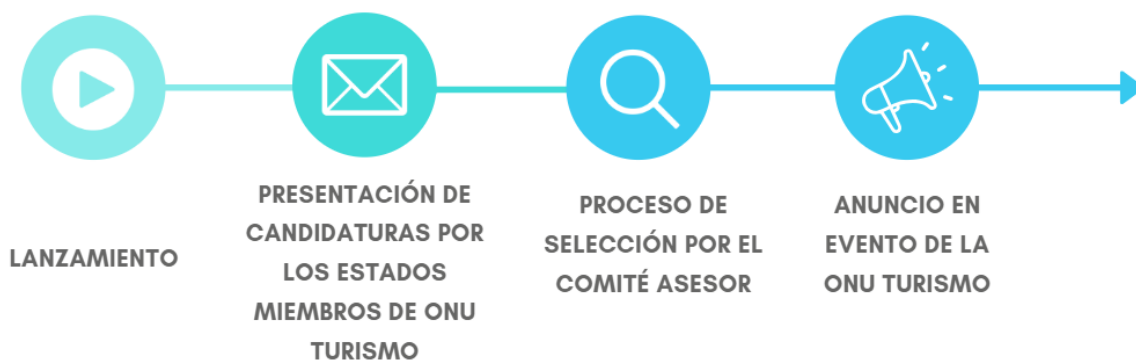 LANZAMIENTO
PRESENTACIÓN DE
CANDIDATURAS POR
LOS ESTADOS
MIEMBROS DE ONU
TURISMO
PROCESO DE
SELECCIÓN POR EL
COMITÉ ASESOR
ANUNCIO EN
EVENTO DE LA
ONU TURISMO